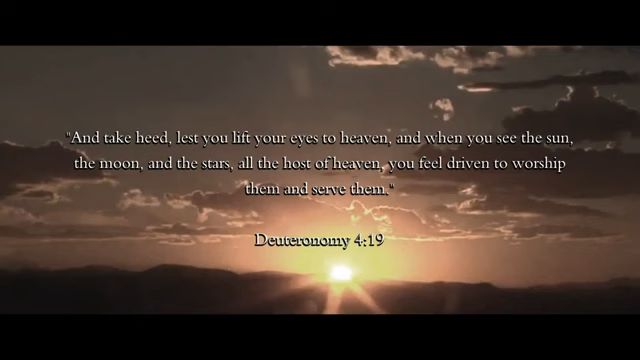 "And take heed, lest you lift your eyes to heaven, and when you see the sun,
the moon, and the stars, all the host of heaven, you feel driven to worship
them and serve them."
Deuteronomy 4:19